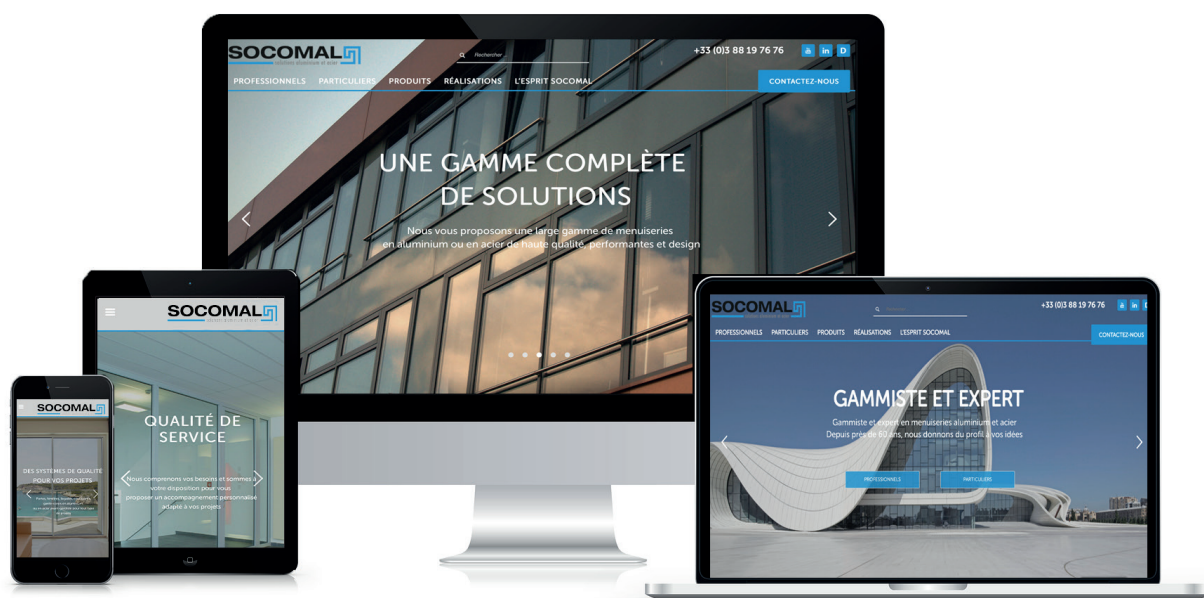 SOCOMAL
Rechercher
+33 (0)3 88 19 76 76
in D
PROFESSIONNELS PARTICULIERS PRODUITS RÉALISATIONS L'ESPRIT SOCOMAL
CONTACTEZ-NOUS
UNE GAMME COMPLÈTE
DE SOLUTIONS
Nous vous proposons une large gamme de menuiseries
en aluminium ou en acier de haute qualité, performantes et design
SOCOMAL
QUALITÉ DE
SERVICE
Nous comprenons vos besoins et sommes à
votre disposition pour vous
proposer un accompagnement personnalisé
adapté à vos projets
SOCOMAL
DES SYSTÈMES DE QUALITÉ
POUR VOS PROJETS
SOCOMAL
+33 (0)3 88 19 76 76
in
PROFESSIONNELS PARTICULIERS PRODUITS RÉALISATIONS L'ESPRIT SOCOMAL
CONTACTEZ-NOUS
GAMMISTE ET EXPERT
Gammiste et expert en menuiseries aluminium et acier
Depuis près de 60 ans, nous donnons du profil à vos idées
PROFESSIONNELS PARTICULIERS